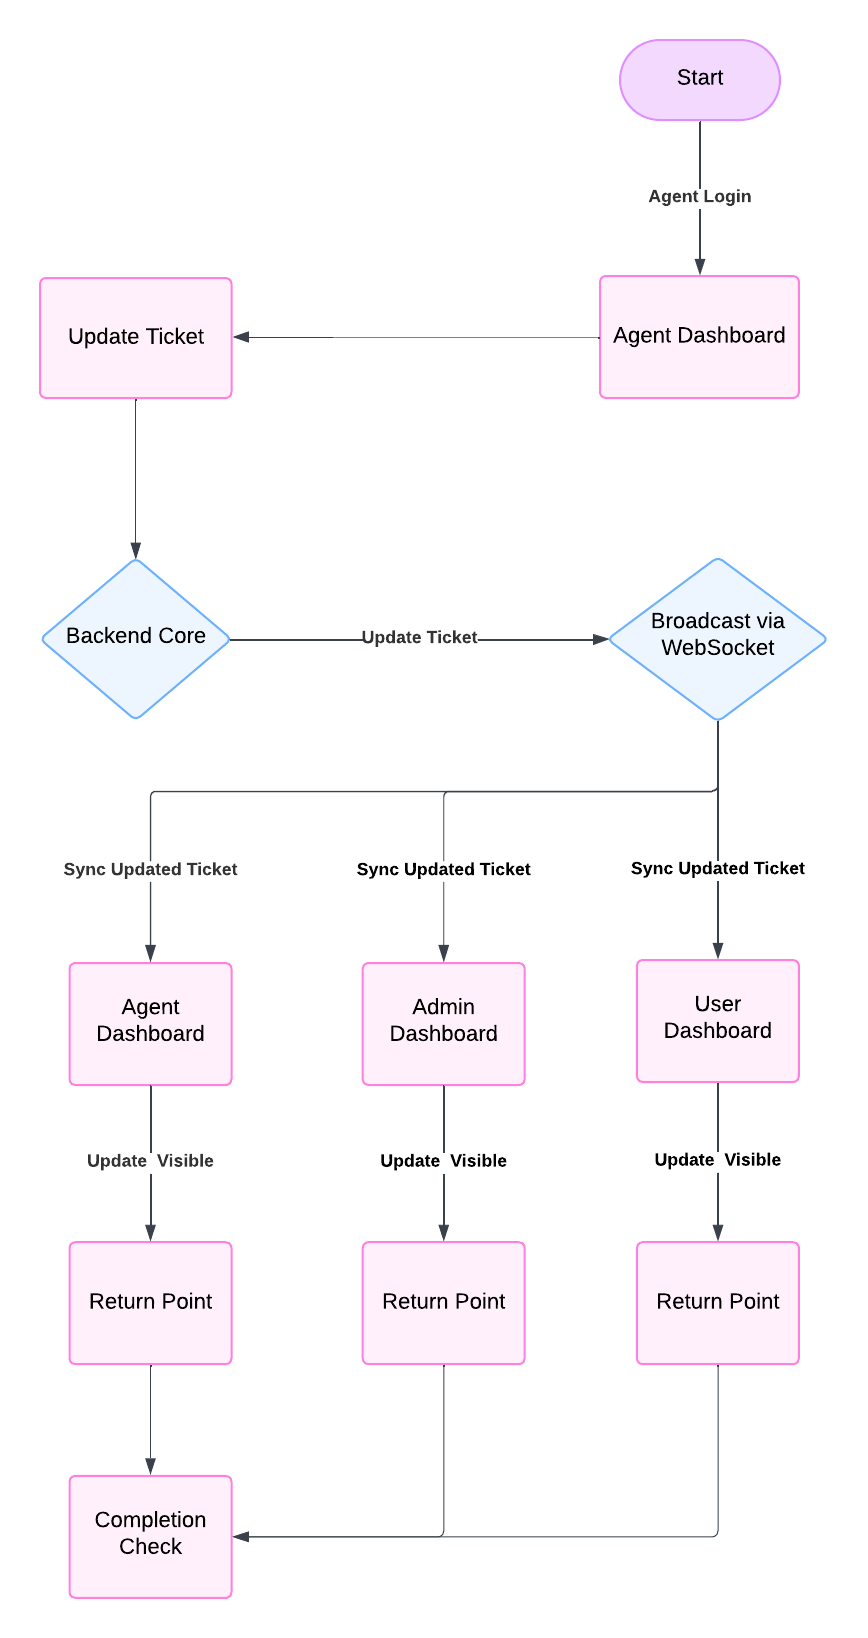 Start
Agent Login
Update Ticket
Agent Dashboard
Backend Core
Update Ticket
Broadcast via
WebSocket
Sync Updated Ticket
Sync Updated Ticket
Sync Updated Ticket
Agent
Dashboard
Admin
Dashboard
User
Dashboard
Update  Visible
Update  Visible
Update  Visible
Return Point
Return Point
Return Point
Completion
Check